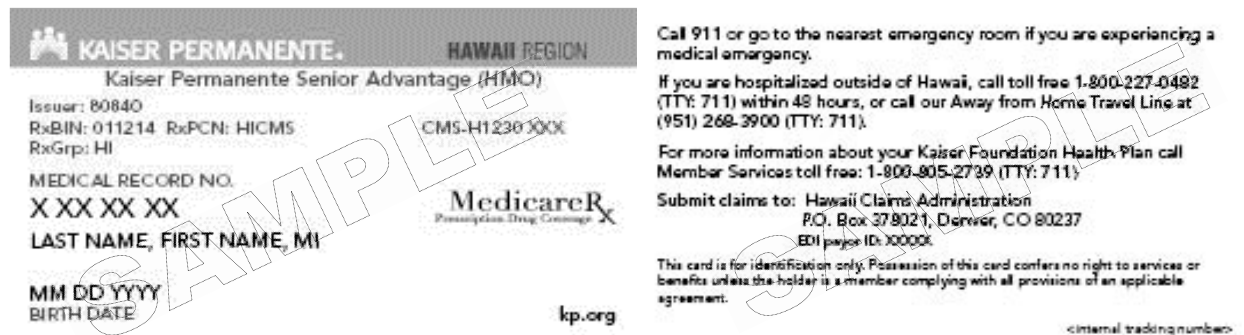 KAISER PERMANENTE.
HAWAII REGION
Kaiser Permanente Senior Advantage (HMO)
Issuer: 80840
RxBIN: 011214 RxPCN: HICMS
CMS-H1230 XXX
RxGrp: HI
MEDICAL RECORD NO.
X XX XX XX
MedicareRx
Prescription Drug Coverage
LAST NAME, FIRST NAME, MI
MM DD YYYY
BIRTH DATE
kp.org
SAMPLE
Call 911 or go to the nearest emergency room if you are experiencing a
medical emergency.
If you are hospitalized outside of Hawaii, call toll free 1-800-227-0482
(TTY: 711) within 48 hours, or call our Away from Home Travel Line at
(951) 268-3900 (TTY: 711).
For more information about your Kaiser Foundation Health Plan call
Member Services toll free: 1-800-805-2739 (TTY: 711)
Submit claims to: Hawaii Claims Administration
P.O. Box 378021, Denver, CO 80237
EDI payor ID: XXXXX
This card is for identification only. Possession of this card confers no right to services or
benefits unless the holder is a member complying with all provisions of an applicable
agreement.
<internal tracking number>
SAMPLE